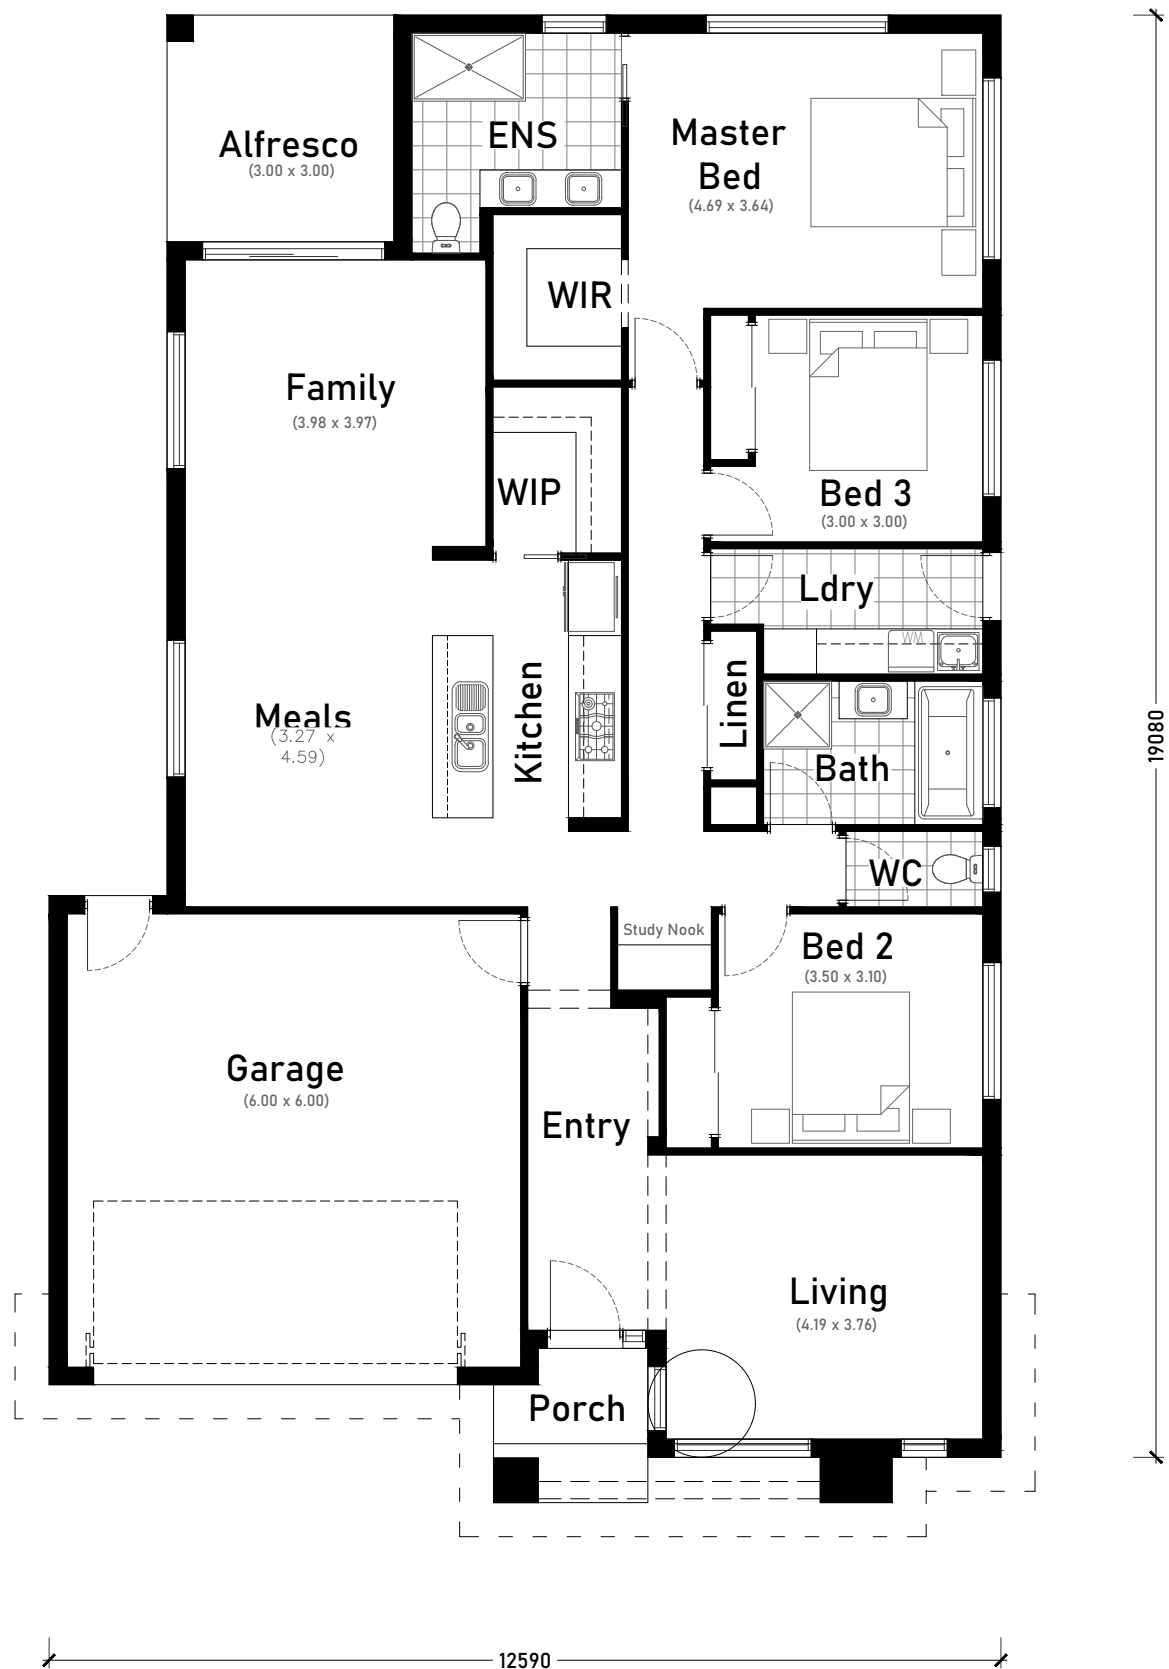 Alfresco
(3.00 x 3.00)
ENS
Master
Bed
(4.69 x 3.64)
WIR
Family
(3.98 x 3.97)
WIP
Bed 3
(3.00 x 3.00)
Ldry
WM
Linen
Kitchen
Meals
(3.27 x
4.59)
Bath
WC
Study Nook
Bed 2
(3.50 x 3.10)
Garage
(6.00 x 6.00)
Entry
Living
(4.19 x 3.76)
Porch
19080
12590